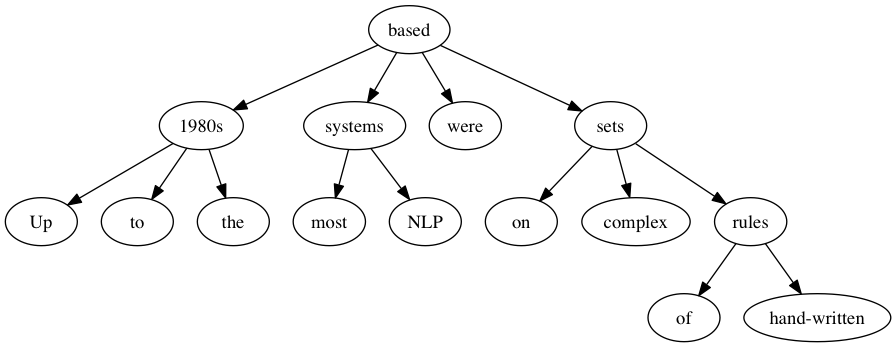 based
1980s systems were sets
Up to the most NLP on complex rules
of hand-written